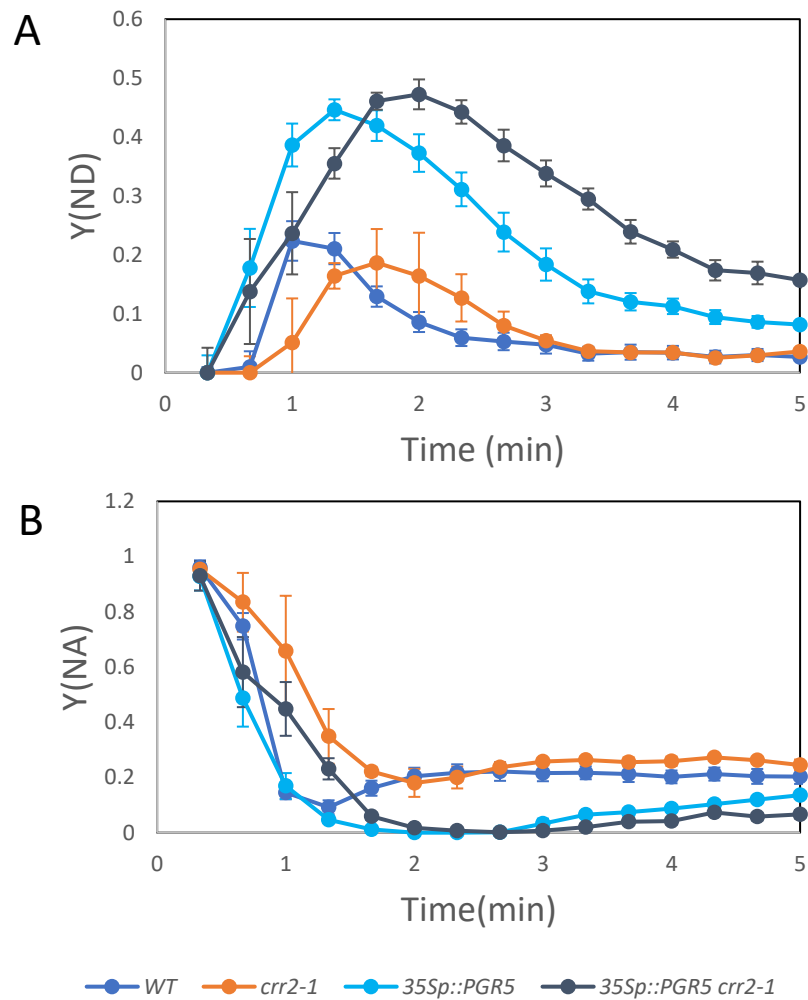 A
0.6
0.5
0.4
0.3
0.2
0.1
0
Y(ND)
0 1 2 3 4 5
Time (min)
B
1.2
1
0.8
0.6
0.4
0.2
0
Y(NA)
0 1 2 3 4 5
Time(min)
WT crr2-1 35Sp::PGR5 35Sp::PGR5 crr2-1